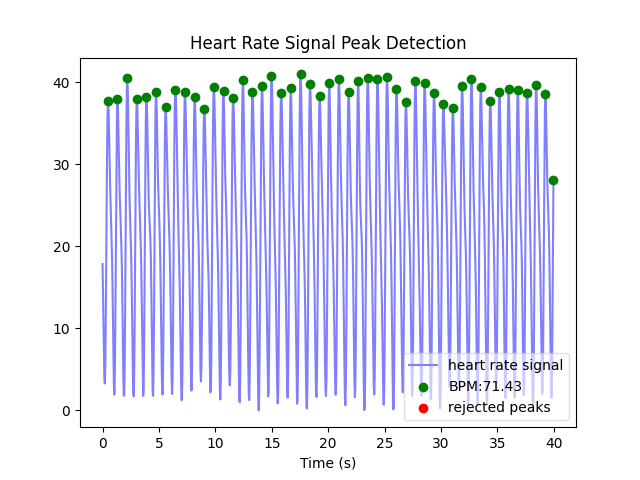 Heart Rate Signal Peak Detection
40
30
20
10
0
heart rate signal
BPM:71.43
rejected peaks
0 5 10 15 20 25 30 35 40
Time (s)